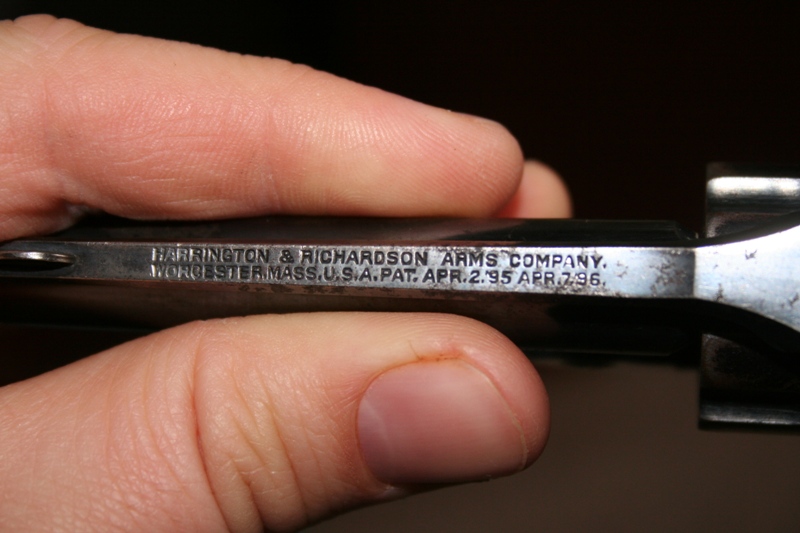 HARRINGTON & RICHARDSON ARMS COMPANY.
WORCESTER, MASS. U.S.A. PAT. APR. 2. '95 APR. 7. 96.